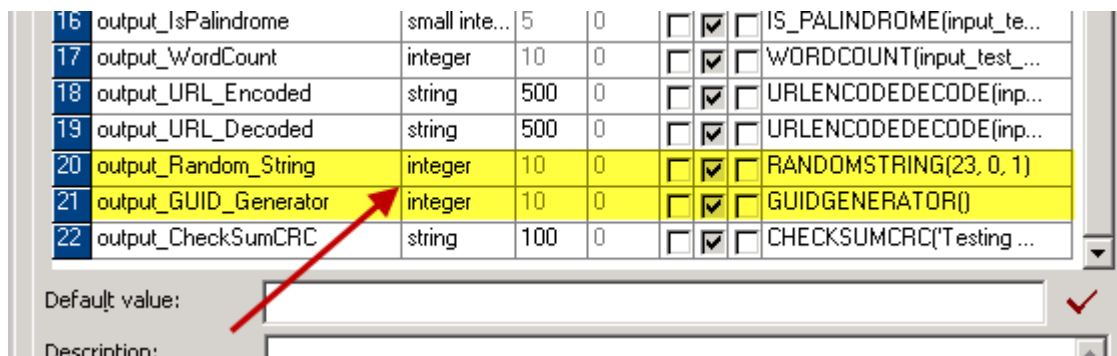 16 output_IsPalindrome small inte... 5 0 IS_PALINDROME(input_te...
17 output_WordCount integer 10 0 WORDCOUNT(input_test_...
18 output_URL_Encoded string 500 0 URLENCODEDECODE(inp...
19 output_URL_Decoded string 500 0 URLENCODEDECODE(inp...
20 output_Random_String integer 10 0 RANDOMSTRING(23, 0, 1)
21 output_GUID_Generator integer 10 0 GUIDGENERATOR()
22 output_CheckSumCRC string 100 0 CHECKSUMCRC('Testing ...
Default value:
Description: